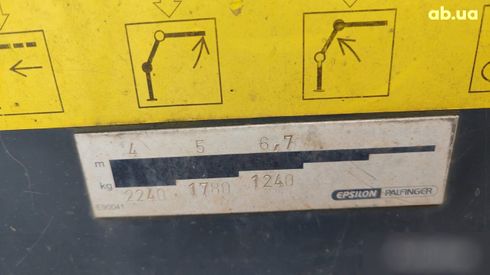 ab.ua
4 5 6,7
m
kg
2240 1780 1240
E90041
EPSILON PALFINGER